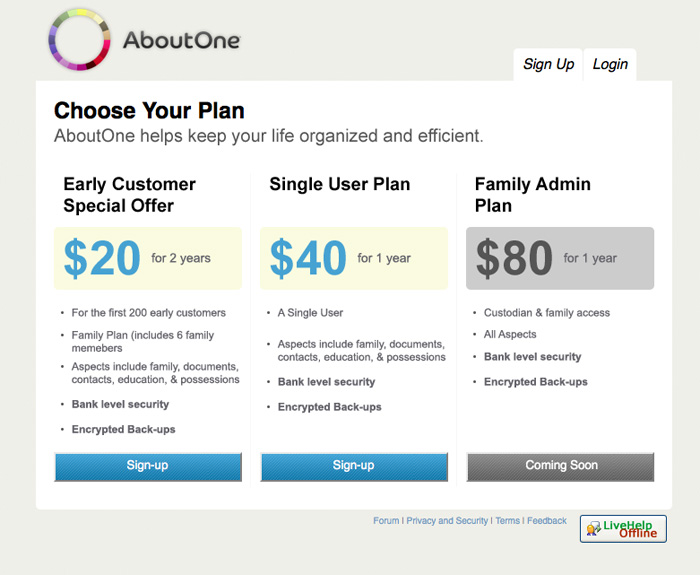 AboutOne
Sign Up
Login
Choose Your Plan
AboutOne helps keep your life organized and efficient.
Early Customer
Special Offer
$20 for 2 years
• For the first 200 early customers
• Family Plan (includes 6 family
memebers
• Aspects include family, documents,
contacts, education, & possessions
• Bank level security
• Encrypted Back-ups
Sign-up
Single User Plan
$40 for 1 year
• A Single User
• Aspects include family, documents,
contacts, education, & possessions
• Bank level security
• Encrypted Back-ups
Sign-up
Family Admin
Plan
$80 for 1 year
• Custodian & family access
• All Aspects
• Bank level security
• Encrypted Back-ups
Coming Soon
Forum | Privacy and Security | Terms | Feedback
LiveHelp
Offline